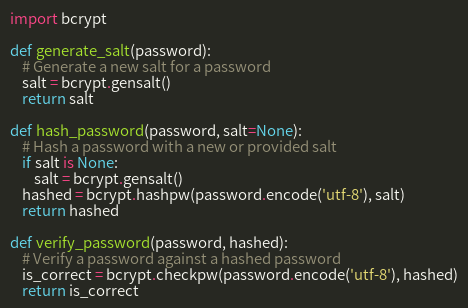 import bcrypt

def generate_salt(password):
    # Generate a new salt for a password
    salt = bcrypt.gensalt()
    return salt

def hash_password(password, salt=None):
    # Hash a password with a new or provided salt
    if salt is None:
        salt = bcrypt.gensalt()
    hashed = bcrypt.hashpw(password.encode('utf-8'), salt)
    return hashed

def verify_password(password, hashed):
    # Verify a password against a hashed password
    is_correct = bcrypt.checkpw(password.encode('utf-8'), hashed)
    return is_correct